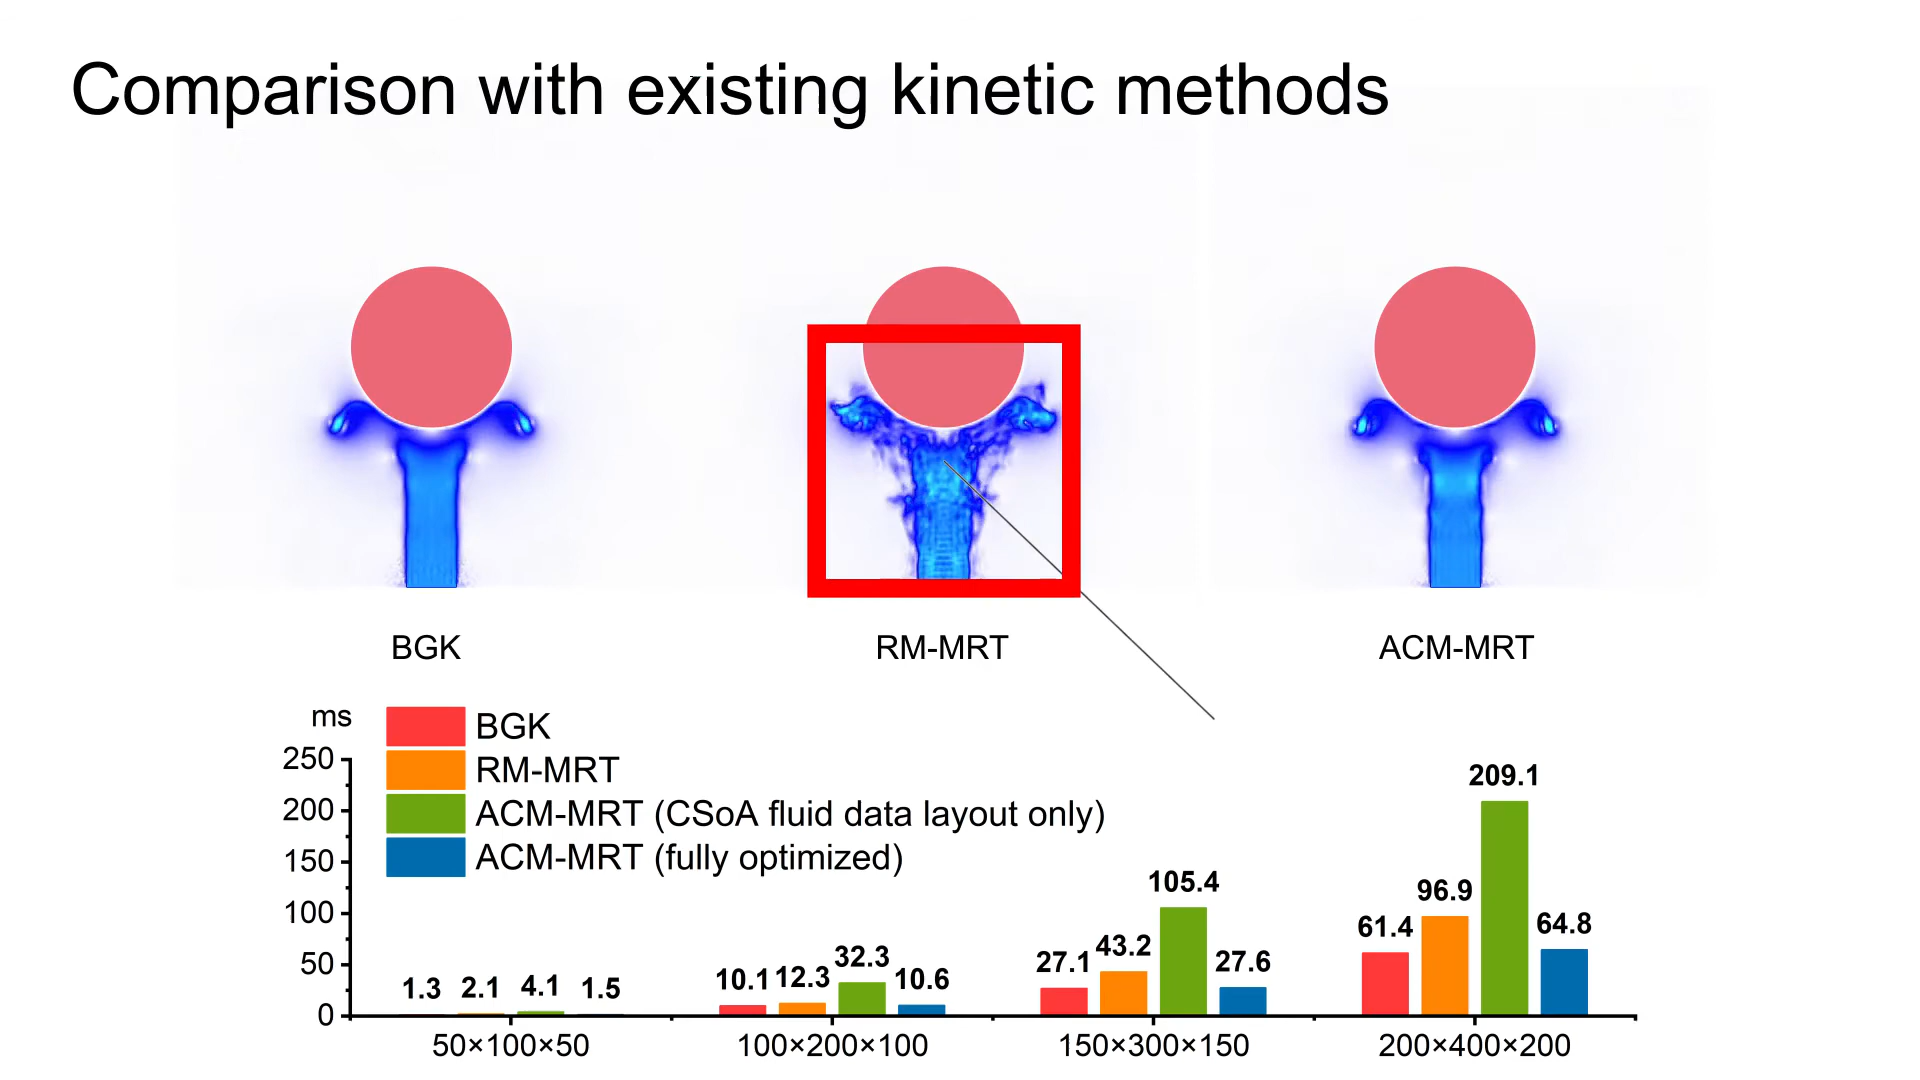 Comparison with existing kinetic methods
BGK
RM-MRT
ACM-MRT
ms
BGK
RM-MRT
ACM-MRT (CSoA fluid data layout only)
ACM-MRT (fully optimized)
250
200
150
100
50
0
1.3 2.1 4.1 1.5
10.1 12.3 32.3 10.6
27.1 43.2 105.4 27.6
61.4 96.9 209.1 64.8
50×100×50
100×200×100
150×300×150
200×400×200